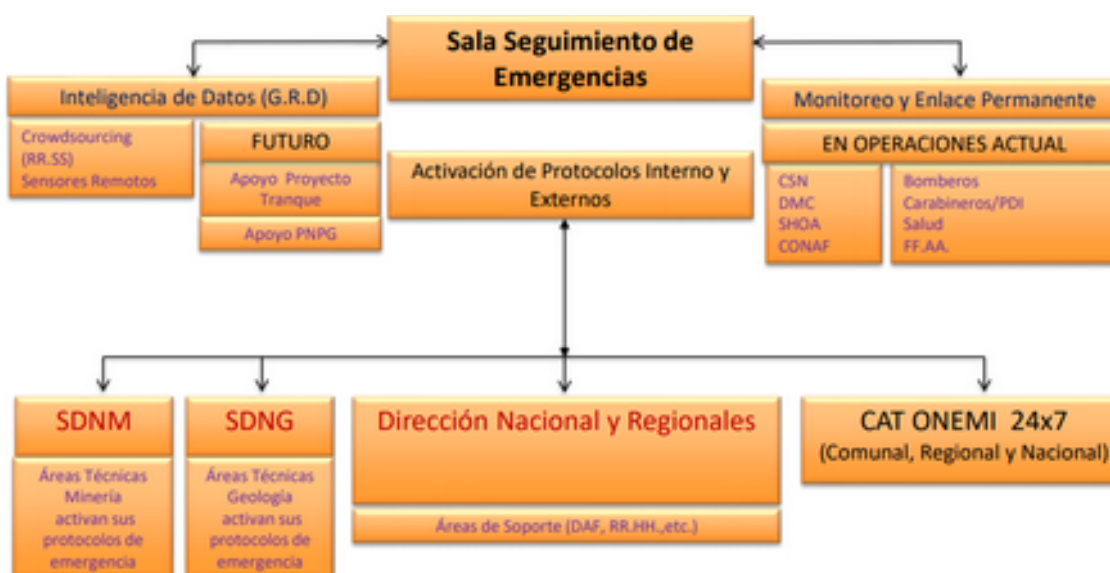 Sala Seguimiento de
Emergencias
Inteligencia de Datos (G.R.D)
Crowdsourcing
(RR.SS)
Sensores Remotos
FUTURO
Apoyo Proyecto
Tranque
Apoyo PNPG
Activación de Protocolos Interno y
Externos
Monitoreo y Enlace Permanente
EN OPERACIONES ACTUAL
CSN
DMC
SHOA
CONAF
Bomberos
Carabineros/PDI
Salud
FF.AA.
SDNM
Áreas Técnicas
Minería
activan sus
protocolos de
emergencia
SDNG
Áreas Técnicas
Geología
activan sus
protocolos de
emergencia
Dirección Nacional y Regionales
Áreas de Soporte (DAF, RR.HH.,etc.)
CAT ONEMI 24x7
(Comunal, Regional y Nacional)